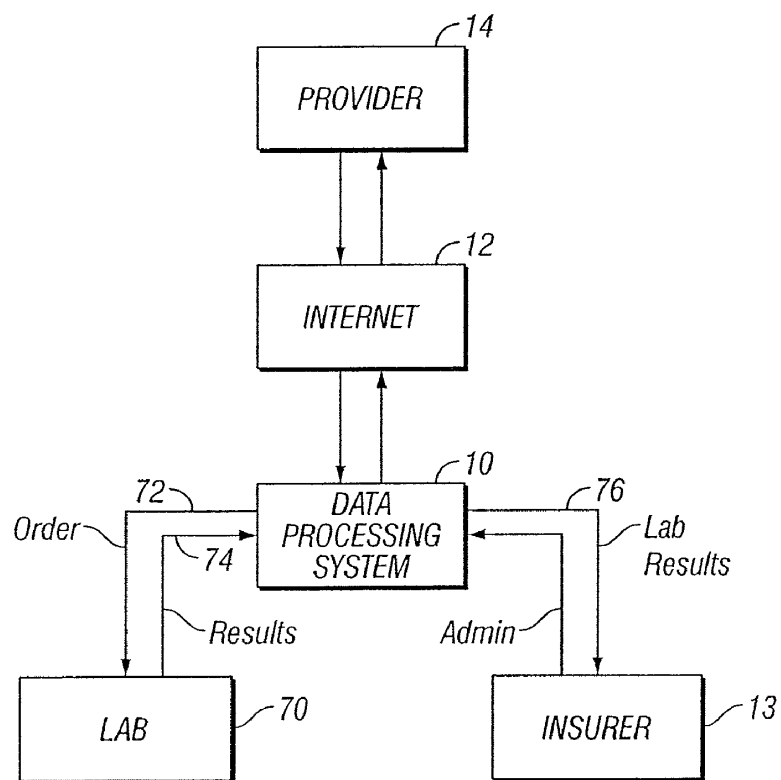 14
PROVIDER
12
INTERNET
10
72
76
DATA
PROCESSING
SYSTEM
Order
74
Lab
Results
Results
Admin
LAB
70
INSURER
13